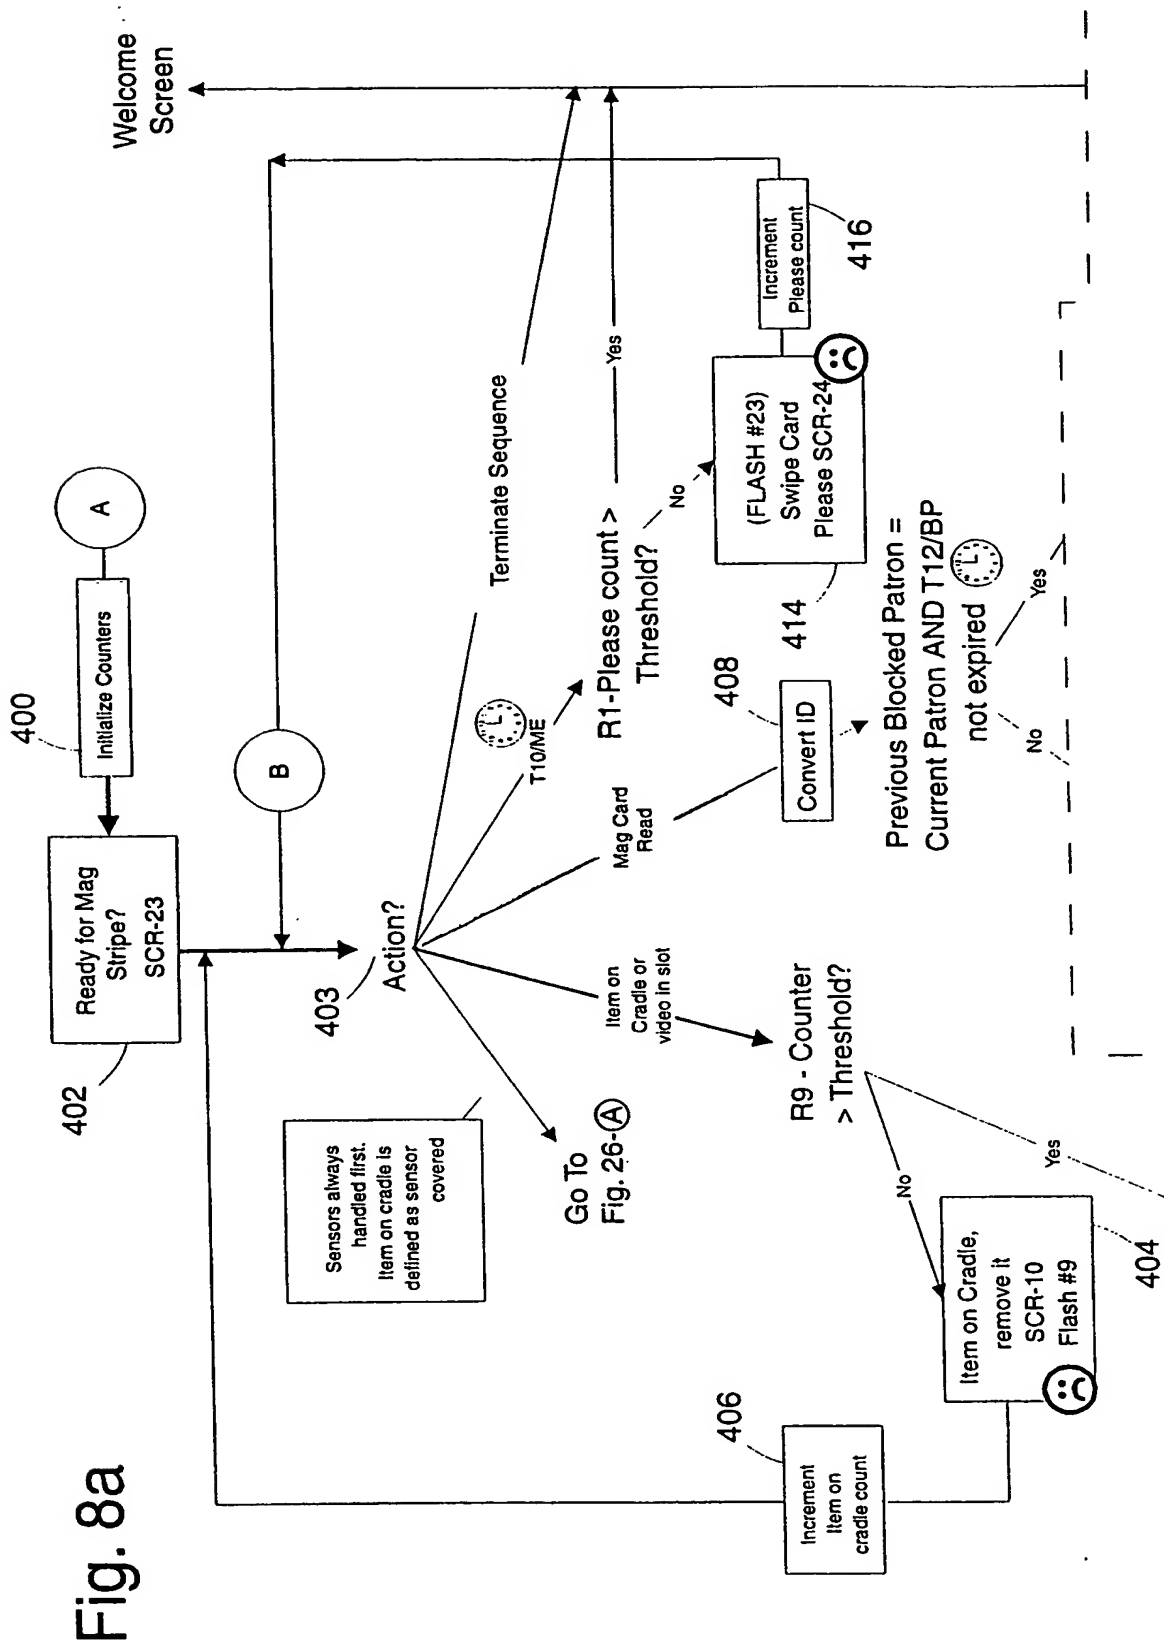 Fig. 8a
A
400
Initialize Counters
Ready for Mag
Stripe?
SCR-23
402
B
Welcome
Screen
403
Action?
Sensors always
handled first.
Item on cradle is
defined as sensor
covered
Go To
Fig. 26-A
Item on
Cradle or
video in slot
Mag Card
Read
T10/ME
Terminate Sequence
R1-Please count >
Threshold?
Yes
No
(FLASH #23)
Swipe Card
Please SCR-24
414
Increment
Please count
416
408
Convert ID
Previous Blocked Patron =
Current Patron AND T12/BP
not expired
No
Yes
R9 - Counter
> Threshold?
No
Yes
Item on Cradle,
remove it
SCR-10
Flash #9
404
406
Increment
Item on
cradle count